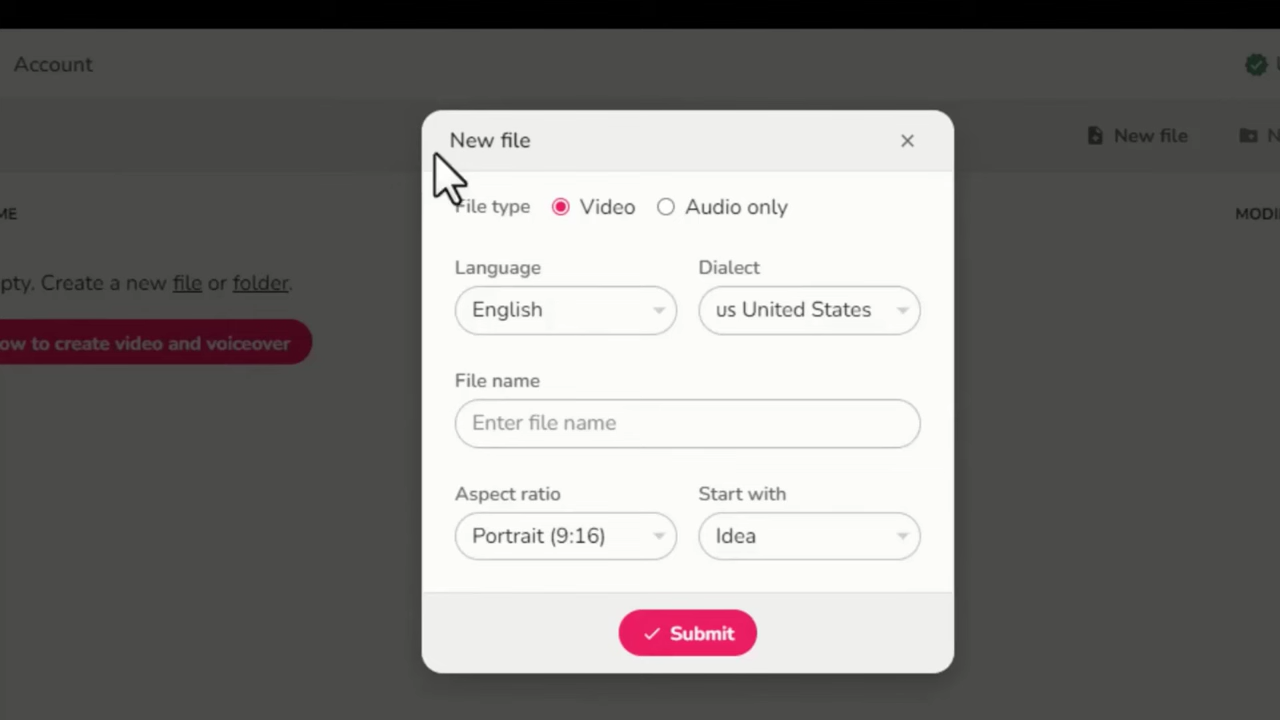 Account
New file
New file
File type Video Audio only
ME
Language Dialect
English us United States
pty. Create a new file or folder.
ow to create video and voiceover
File name
Enter file name
Aspect ratio Start with
Portrait (9:16) Idea
Submit